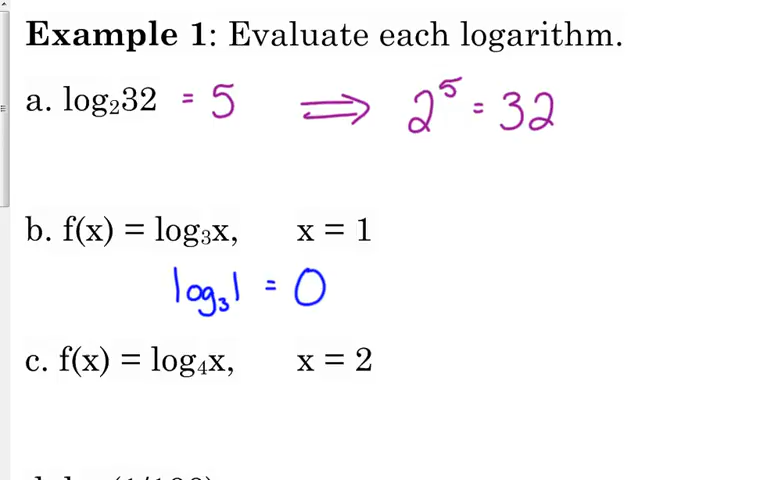 Example 1: Evaluate each logarithm.
a. log₂32 = 5 ⟹ 2⁵ = 32
b. f(x) = log₃x, x = 1
log₃1 = 0
c. f(x) = log₄x, x = 2